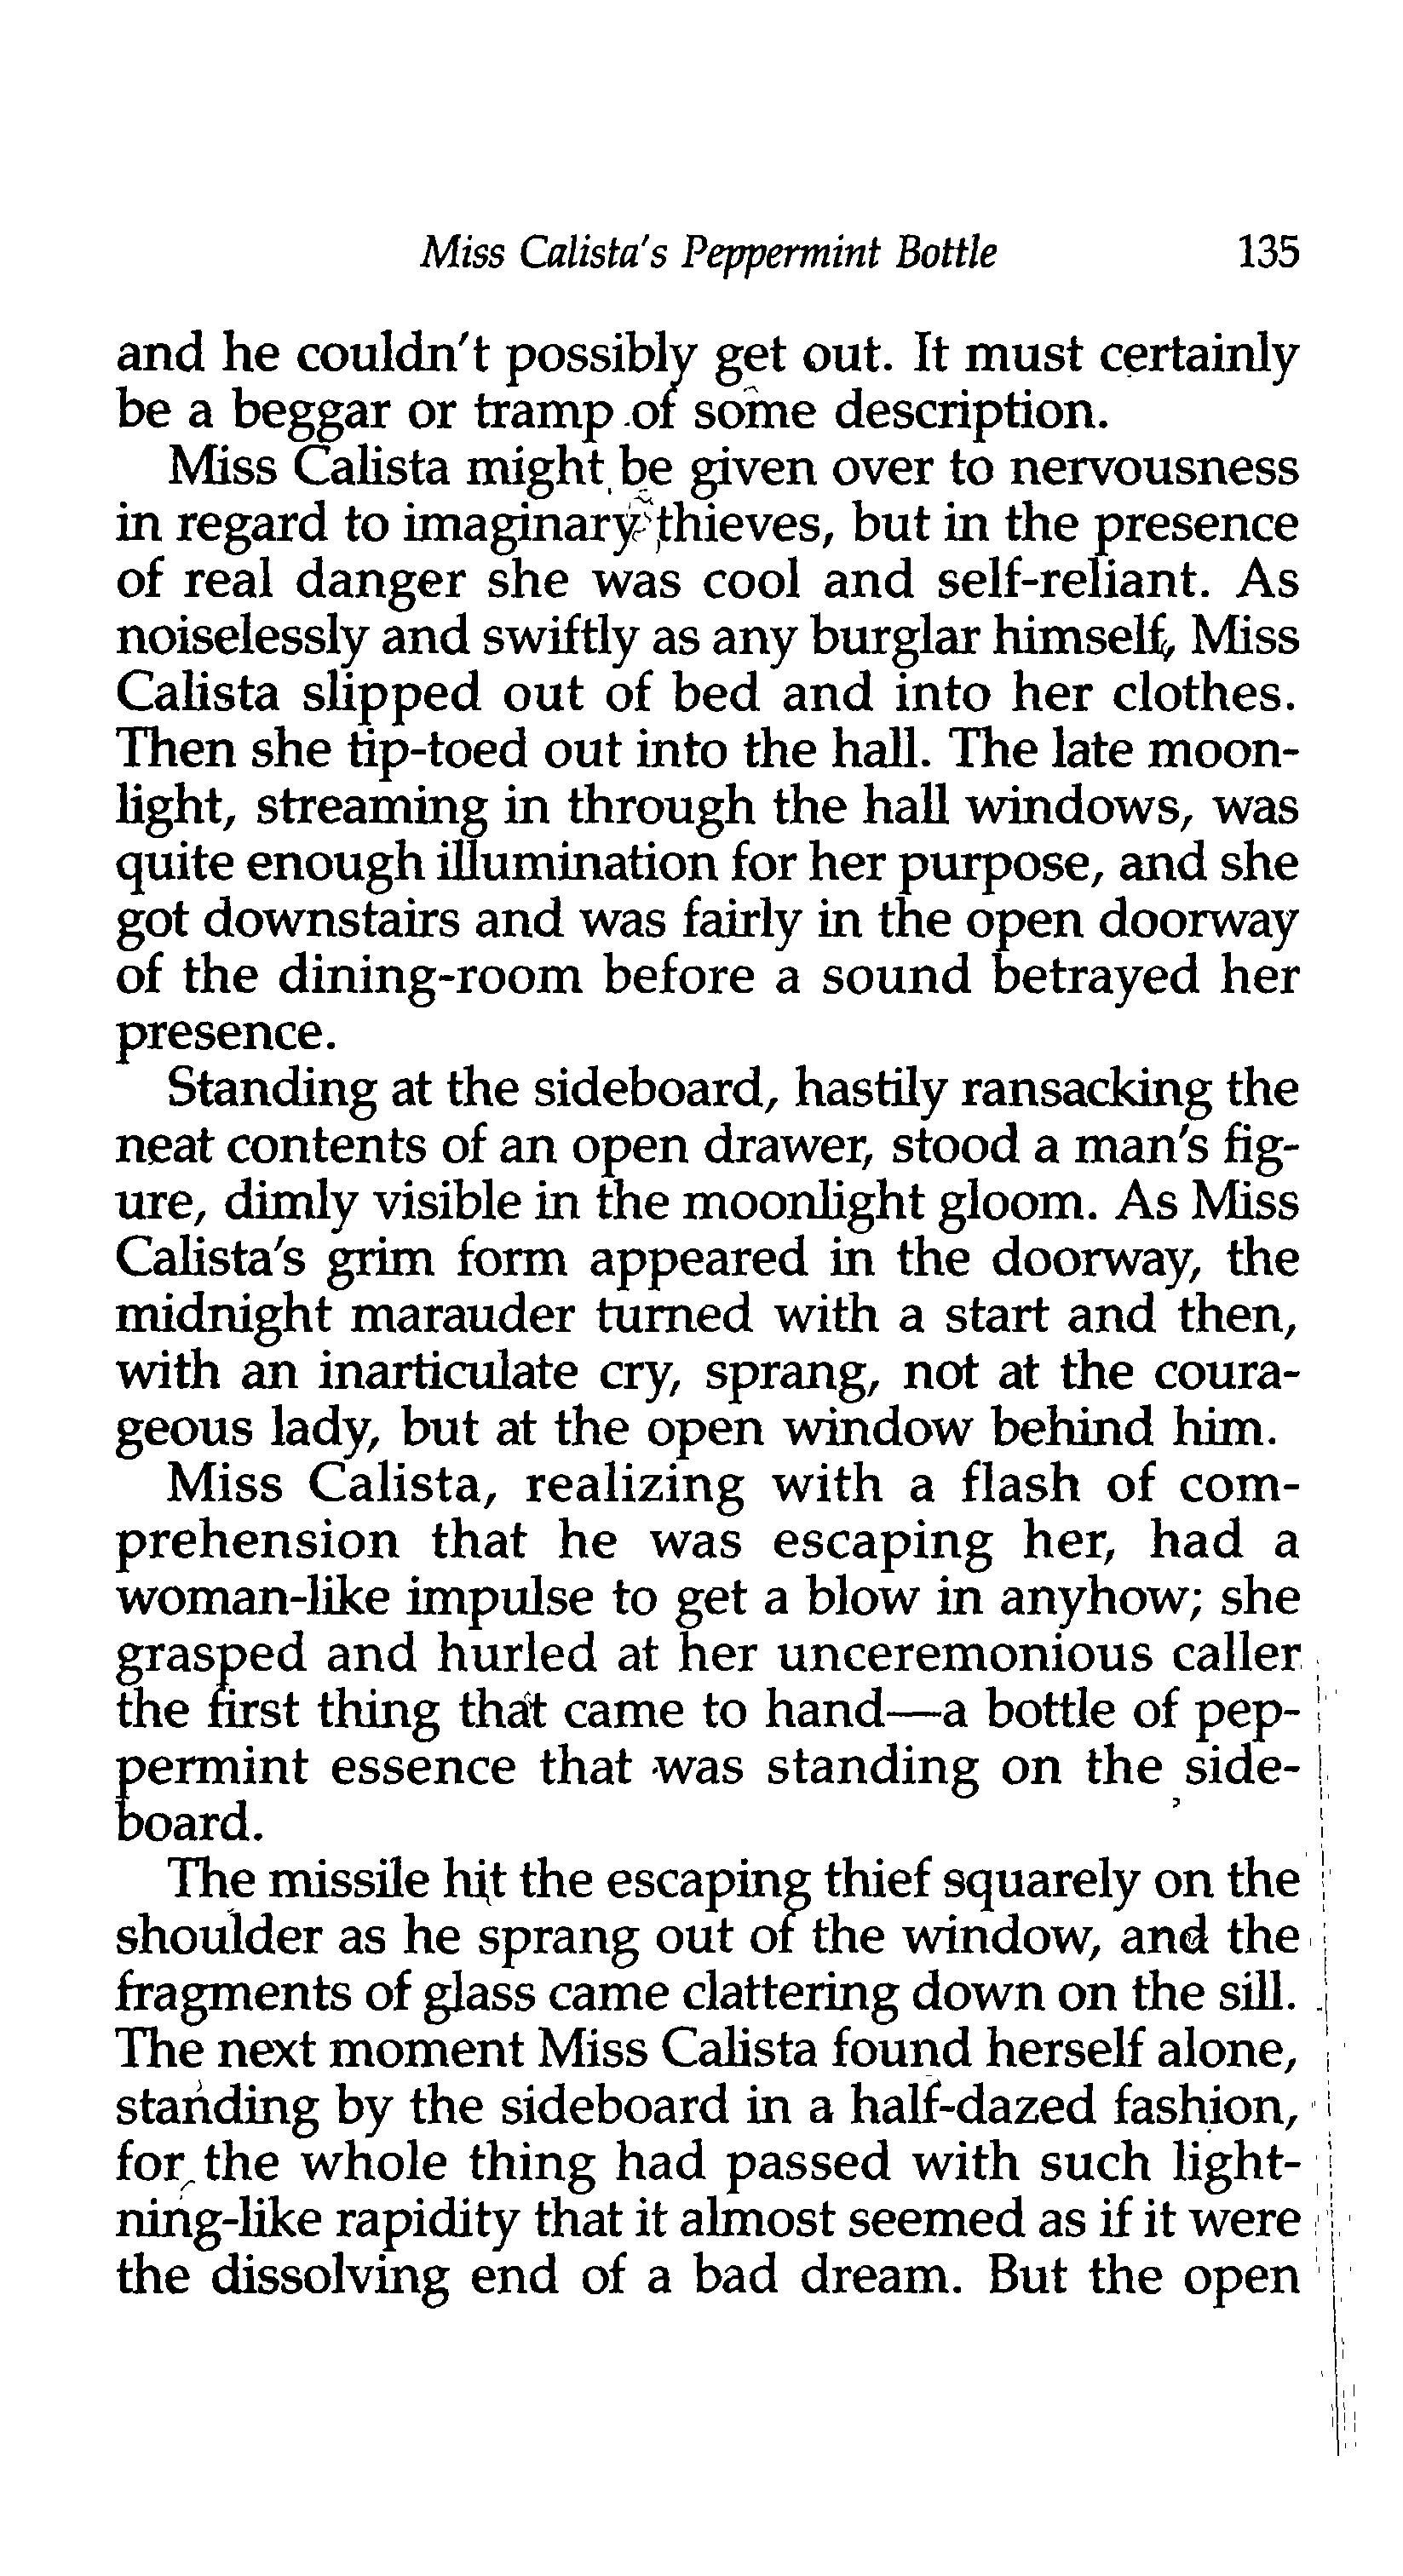 Miss Calista's Peppermint Bottle 135
and he couldn't possibly get out. It must certainly
be a beggar or tramp of some description.
Miss Calista might be given over to nervousness
in regard to imaginary thieves, but in the presence
of real danger she was cool and self-reliant. As
noiselessly and swiftly as any burglar himself, Miss
Calista slipped out of bed and into her clothes.
Then she tip-toed out into the hall. The late moon-
light, streaming in through the hall windows, was
quite enough illumination for her purpose, and she
got downstairs and was fairly in the open doorway
of the dining-room before a sound betrayed her
presence.
Standing at the sideboard, hastily ransacking the
neat contents of an open drawer, stood a man's fig-
ure, dimly visible in the moonlight gloom. As Miss
Calista's grim form appeared in the doorway, the
midnight marauder turned with a start and then,
with an inarticulate cry, sprang, not at the coura-
geous lady, but at the open window behind him.
Miss Calista, realizing with a flash of com-
prehension that he was escaping her, had a
woman-like impulse to get a blow in anyhow; she
grasped and hurled at her unceremonious caller
the first thing that came to hand—a bottle of pep-
permint essence that was standing on the side-
board.
The missile hit the escaping thief squarely on the
shoulder as he sprang out of the window, and the
fragments of glass came clattering down on the sill.
The next moment Miss Calista found herself alone,
standing by the sideboard in a half-dazed fashion,
for the whole thing had passed with such light-
ning-like rapidity that it almost seemed as if it were
the dissolving end of a bad dream. But the open